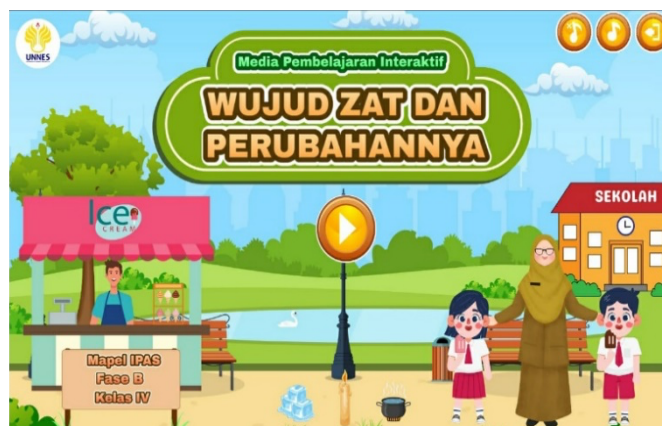 UNNES
Media Pembelajaran Interaktif
WUJUD ZAT DAN
PERUBAHANNYA
SEKOLAH
Ice
CREAM
Mapel IPAS
Fase B
Kelas IV